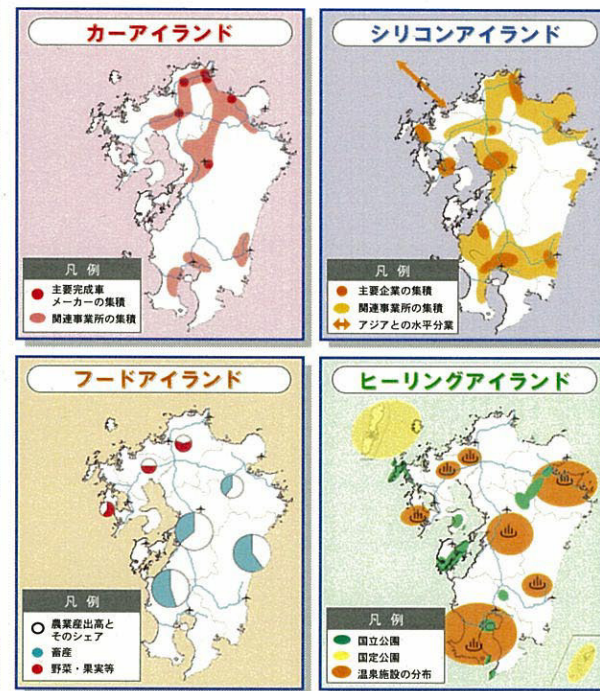 カーアイランド
凡例
主要完成車
メーカーの集積
関連事業所の集積
シリコンアイランド
凡例
主要企業の集積
関連事業所の集積
アジアとの水平分業
フードアイランド
凡例
農業産出高と
そのシェア
畜産
野菜・果実等
ヒーリングアイランド
凡例
国立公園
国定公園
温泉施設の分布